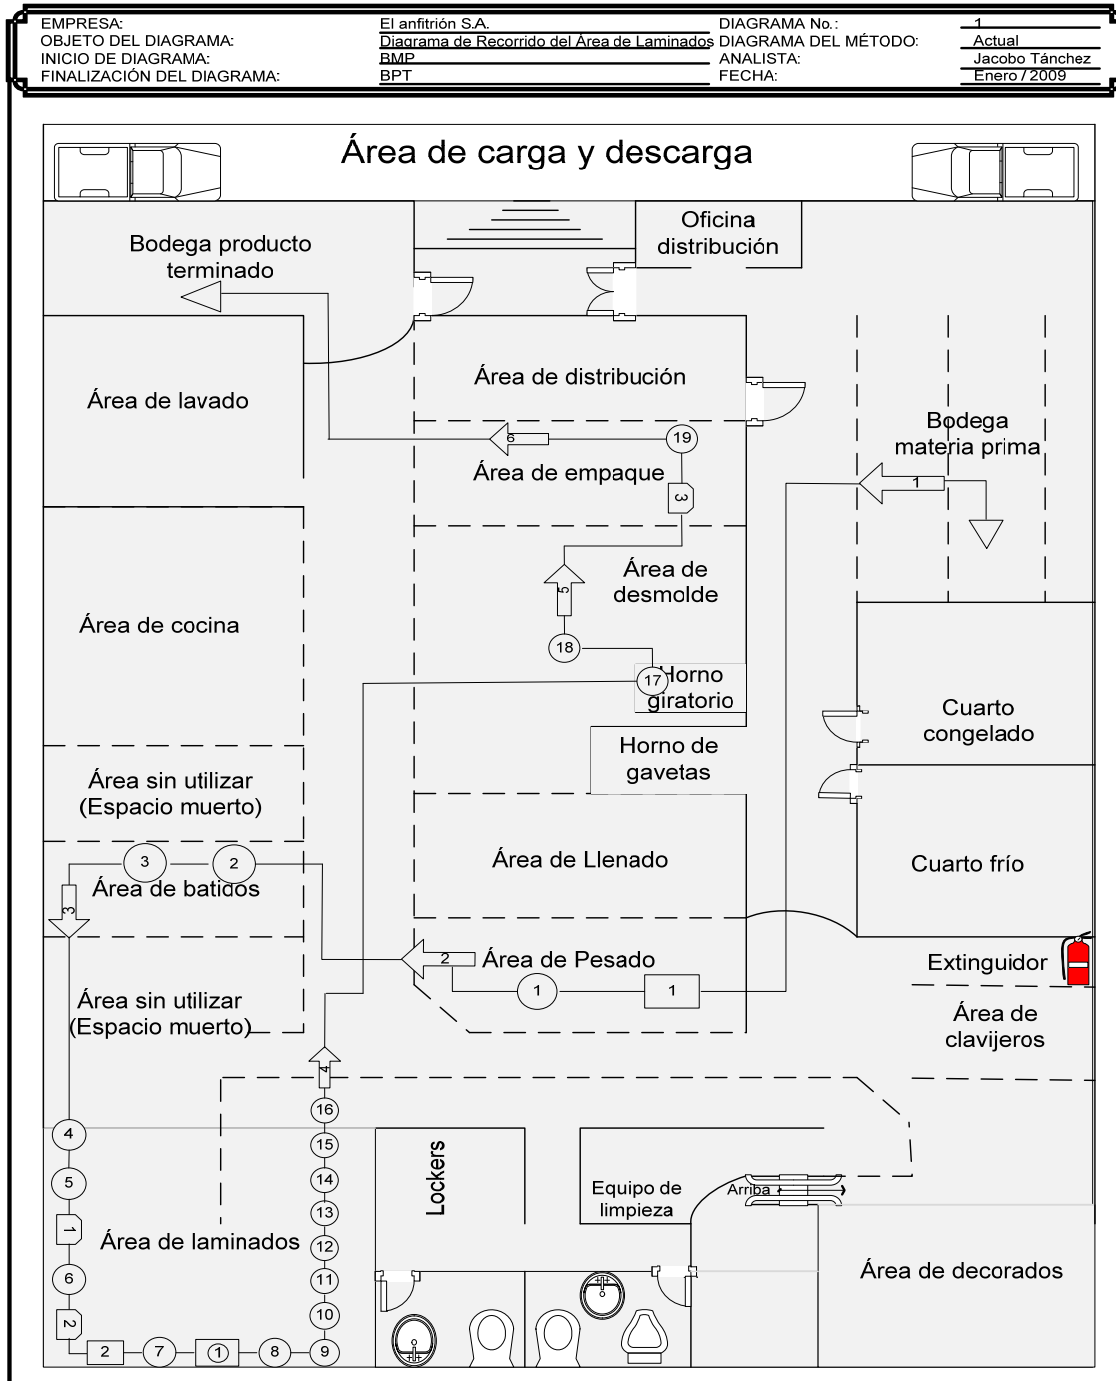 EMPRESA: El anfitrión S.A. DIAGRAMA No.: 1
OBJETO DEL DIAGRAMA: Diagrama de Recorrido del Área de Laminados DIAGRAMA DEL MÉTODO: Actual
INICIO DE DIAGRAMA: BMP ANALISTA: Jacobo Tánchez
FINALIZACIÓN DEL DIAGRAMA: BPT FECHA: Enero / 2009
Área de carga y descarga
Oficina
distribución
Bodega producto
terminado
Área de distribución
Área de lavado
Bodega
materia prima
6
19
Área de empaque
1
3
Área de
desmolde
5
Área de cocina
18
17
Horno
giratorio
Cuarto
congelado
Horno de
gavetas
Área sin utilizar
(Espacio muerto)
3
2
Área de batidos
3
Área de Llenado
Cuarto frío
2
Área de Pesado
1
1
Extinguidor
Área sin utilizar
(Espacio muerto)
Área de
clavijeros
4
16
4
15
5
14
13
1
12
6
11
10
2
2
7
1
8
9
Área de laminados
Lockers
Equipo de
limpieza
Arriba
Área de decorados